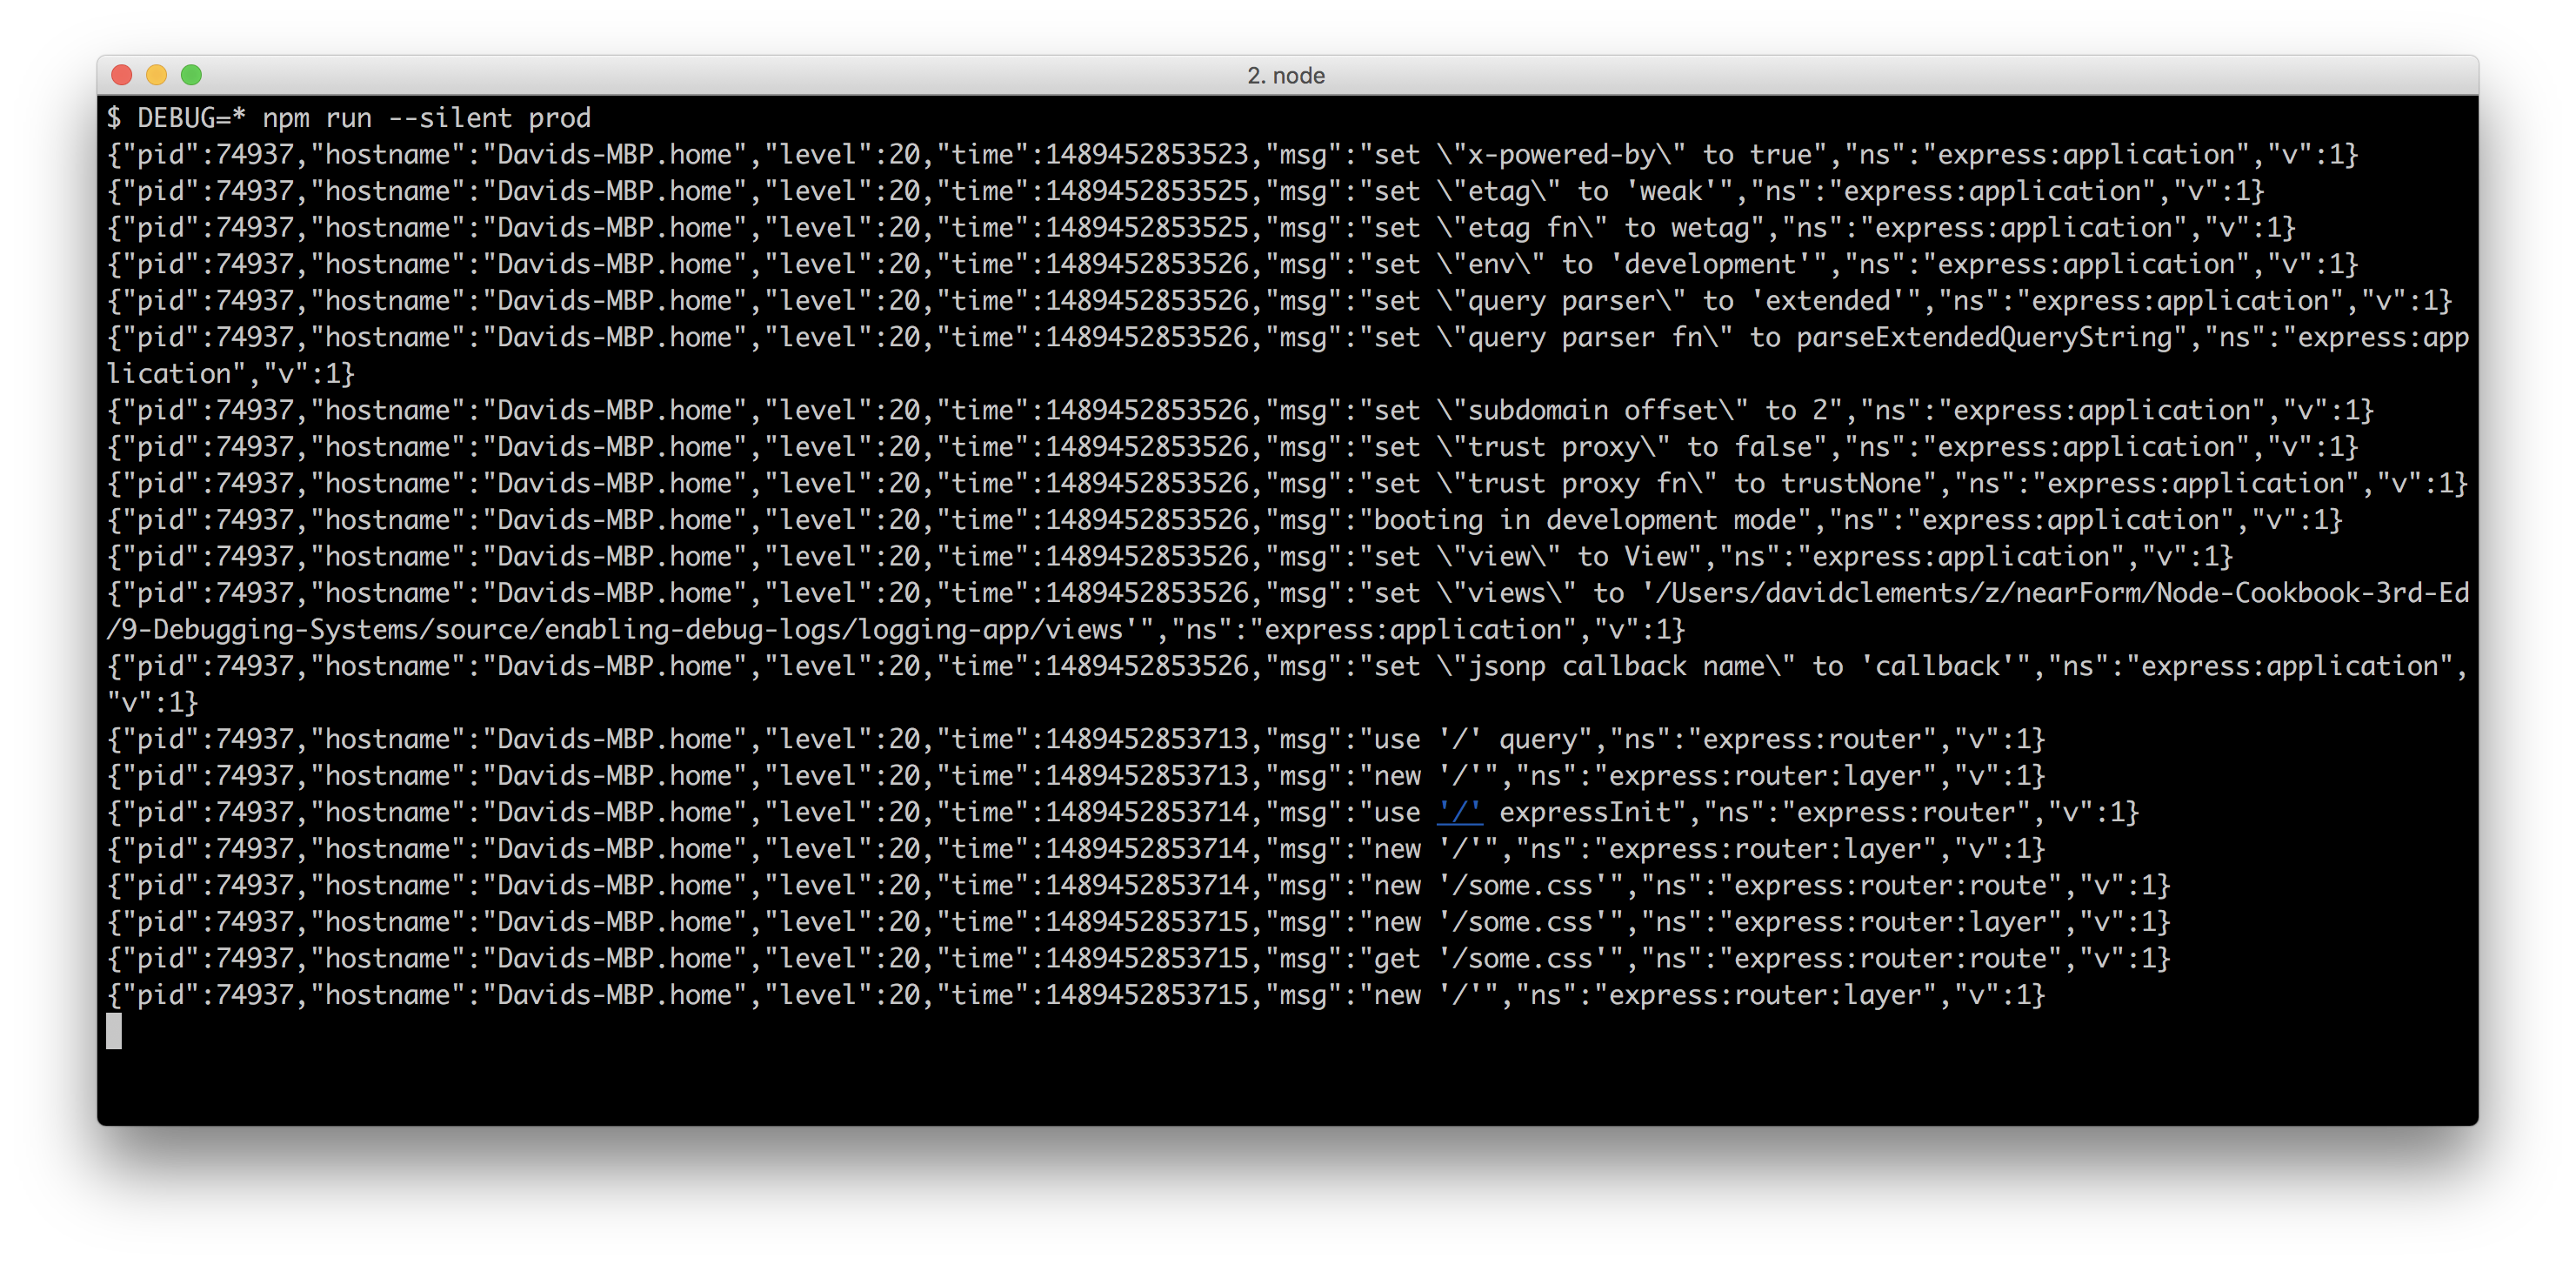 2. node
$ DEBUG=* npm run --silent prod
{"pid":74937,"hostname":"Davids-MBP.home","level":20,"time":1489452853523,"msg":"set \"x-powered-by\" to true","ns":"express:application","v":1}
{"pid":74937,"hostname":"Davids-MBP.home","level":20,"time":1489452853525,"msg":"set \"etag\" to 'weak'","ns":"express:application","v":1}
{"pid":74937,"hostname":"Davids-MBP.home","level":20,"time":1489452853525,"msg":"set \"etag fn\" to wetag","ns":"express:application","v":1}
{"pid":74937,"hostname":"Davids-MBP.home","level":20,"time":1489452853526,"msg":"set \"env\" to 'development'","ns":"express:application","v":1}
{"pid":74937,"hostname":"Davids-MBP.home","level":20,"time":1489452853526,"msg":"set \"query parser\" to 'extended'","ns":"express:application","v":1}
{"pid":74937,"hostname":"Davids-MBP.home","level":20,"time":1489452853526,"msg":"set \"query parser fn\" to parseExtendedQueryString","ns":"express:app
lication","v":1}
{"pid":74937,"hostname":"Davids-MBP.home","level":20,"time":1489452853526,"msg":"set \"subdomain offset\" to 2","ns":"express:application","v":1}
{"pid":74937,"hostname":"Davids-MBP.home","level":20,"time":1489452853526,"msg":"set \"trust proxy\" to false","ns":"express:application","v":1}
{"pid":74937,"hostname":"Davids-MBP.home","level":20,"time":1489452853526,"msg":"set \"trust proxy fn\" to trustNone","ns":"express:application","v":1}
{"pid":74937,"hostname":"Davids-MBP.home","level":20,"time":1489452853526,"msg":"booting in development mode","ns":"express:application","v":1}
{"pid":74937,"hostname":"Davids-MBP.home","level":20,"time":1489452853526,"msg":"set \"view\" to View","ns":"express:application","v":1}
{"pid":74937,"hostname":"Davids-MBP.home","level":20,"time":1489452853526,"msg":"set \"views\" to '/Users/davidclements/z/nearForm/Node-Cookbook-3rd-Ed
/9-Debugging-Systems/source/enabling-debug-logs/logging-app/views'","ns":"express:application","v":1}
{"pid":74937,"hostname":"Davids-MBP.home","level":20,"time":1489452853526,"msg":"set \"jsonp callback name\" to 'callback'","ns":"express:application",
"v":1}
{"pid":74937,"hostname":"Davids-MBP.home","level":20,"time":1489452853713,"msg":"use '/' query","ns":"express:router","v":1}
{"pid":74937,"hostname":"Davids-MBP.home","level":20,"time":1489452853713,"msg":"new '/'","ns":"express:router:layer","v":1}
{"pid":74937,"hostname":"Davids-MBP.home","level":20,"time":1489452853714,"msg":"use '/' expressInit","ns":"express:router","v":1}
{"pid":74937,"hostname":"Davids-MBP.home","level":20,"time":1489452853714,"msg":"new '/'","ns":"express:router:layer","v":1}
{"pid":74937,"hostname":"Davids-MBP.home","level":20,"time":1489452853714,"msg":"new '/some.css'","ns":"express:router:route","v":1}
{"pid":74937,"hostname":"Davids-MBP.home","level":20,"time":1489452853715,"msg":"new '/some.css'","ns":"express:router:layer","v":1}
{"pid":74937,"hostname":"Davids-MBP.home","level":20,"time":1489452853715,"msg":"get '/some.css'","ns":"express:router:route","v":1}
{"pid":74937,"hostname":"Davids-MBP.home","level":20,"time":1489452853715,"msg":"new '/'","ns":"express:router:layer","v":1}